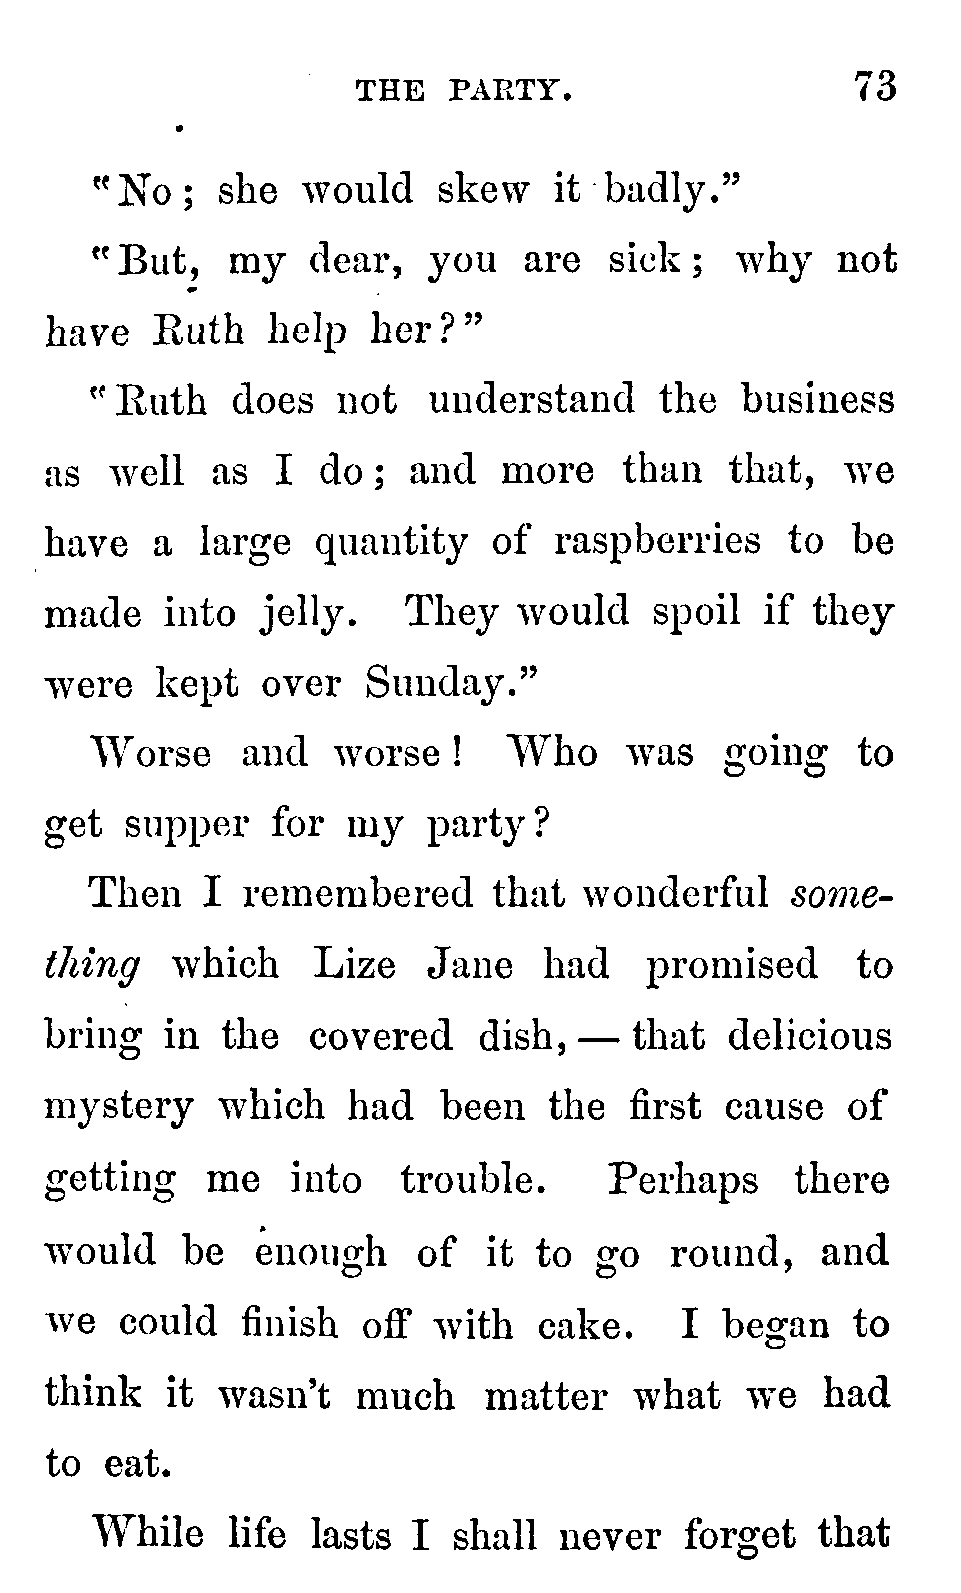 THE PARTY. 73
"No; she would skew it badly."
"But, my dear, you are sick; why not
have Ruth help her?"
"Ruth does not understand the business
as well as I do; and more than that, we
have a large quantity of raspberries to be
made into jelly. They would spoil if they
were kept over Sunday."
Worse and worse! Who was going to
get supper for my party?
Then I remembered that wonderful some-
thing which Lize Jane had promised to
bring in the covered dish, — that delicious
mystery which had been the first cause of
getting me into trouble. Perhaps there
would be enough of it to go round, and
we could finish off with cake. I began to
think it wasn't much matter what we had
to eat.
While life lasts I shall never forget that